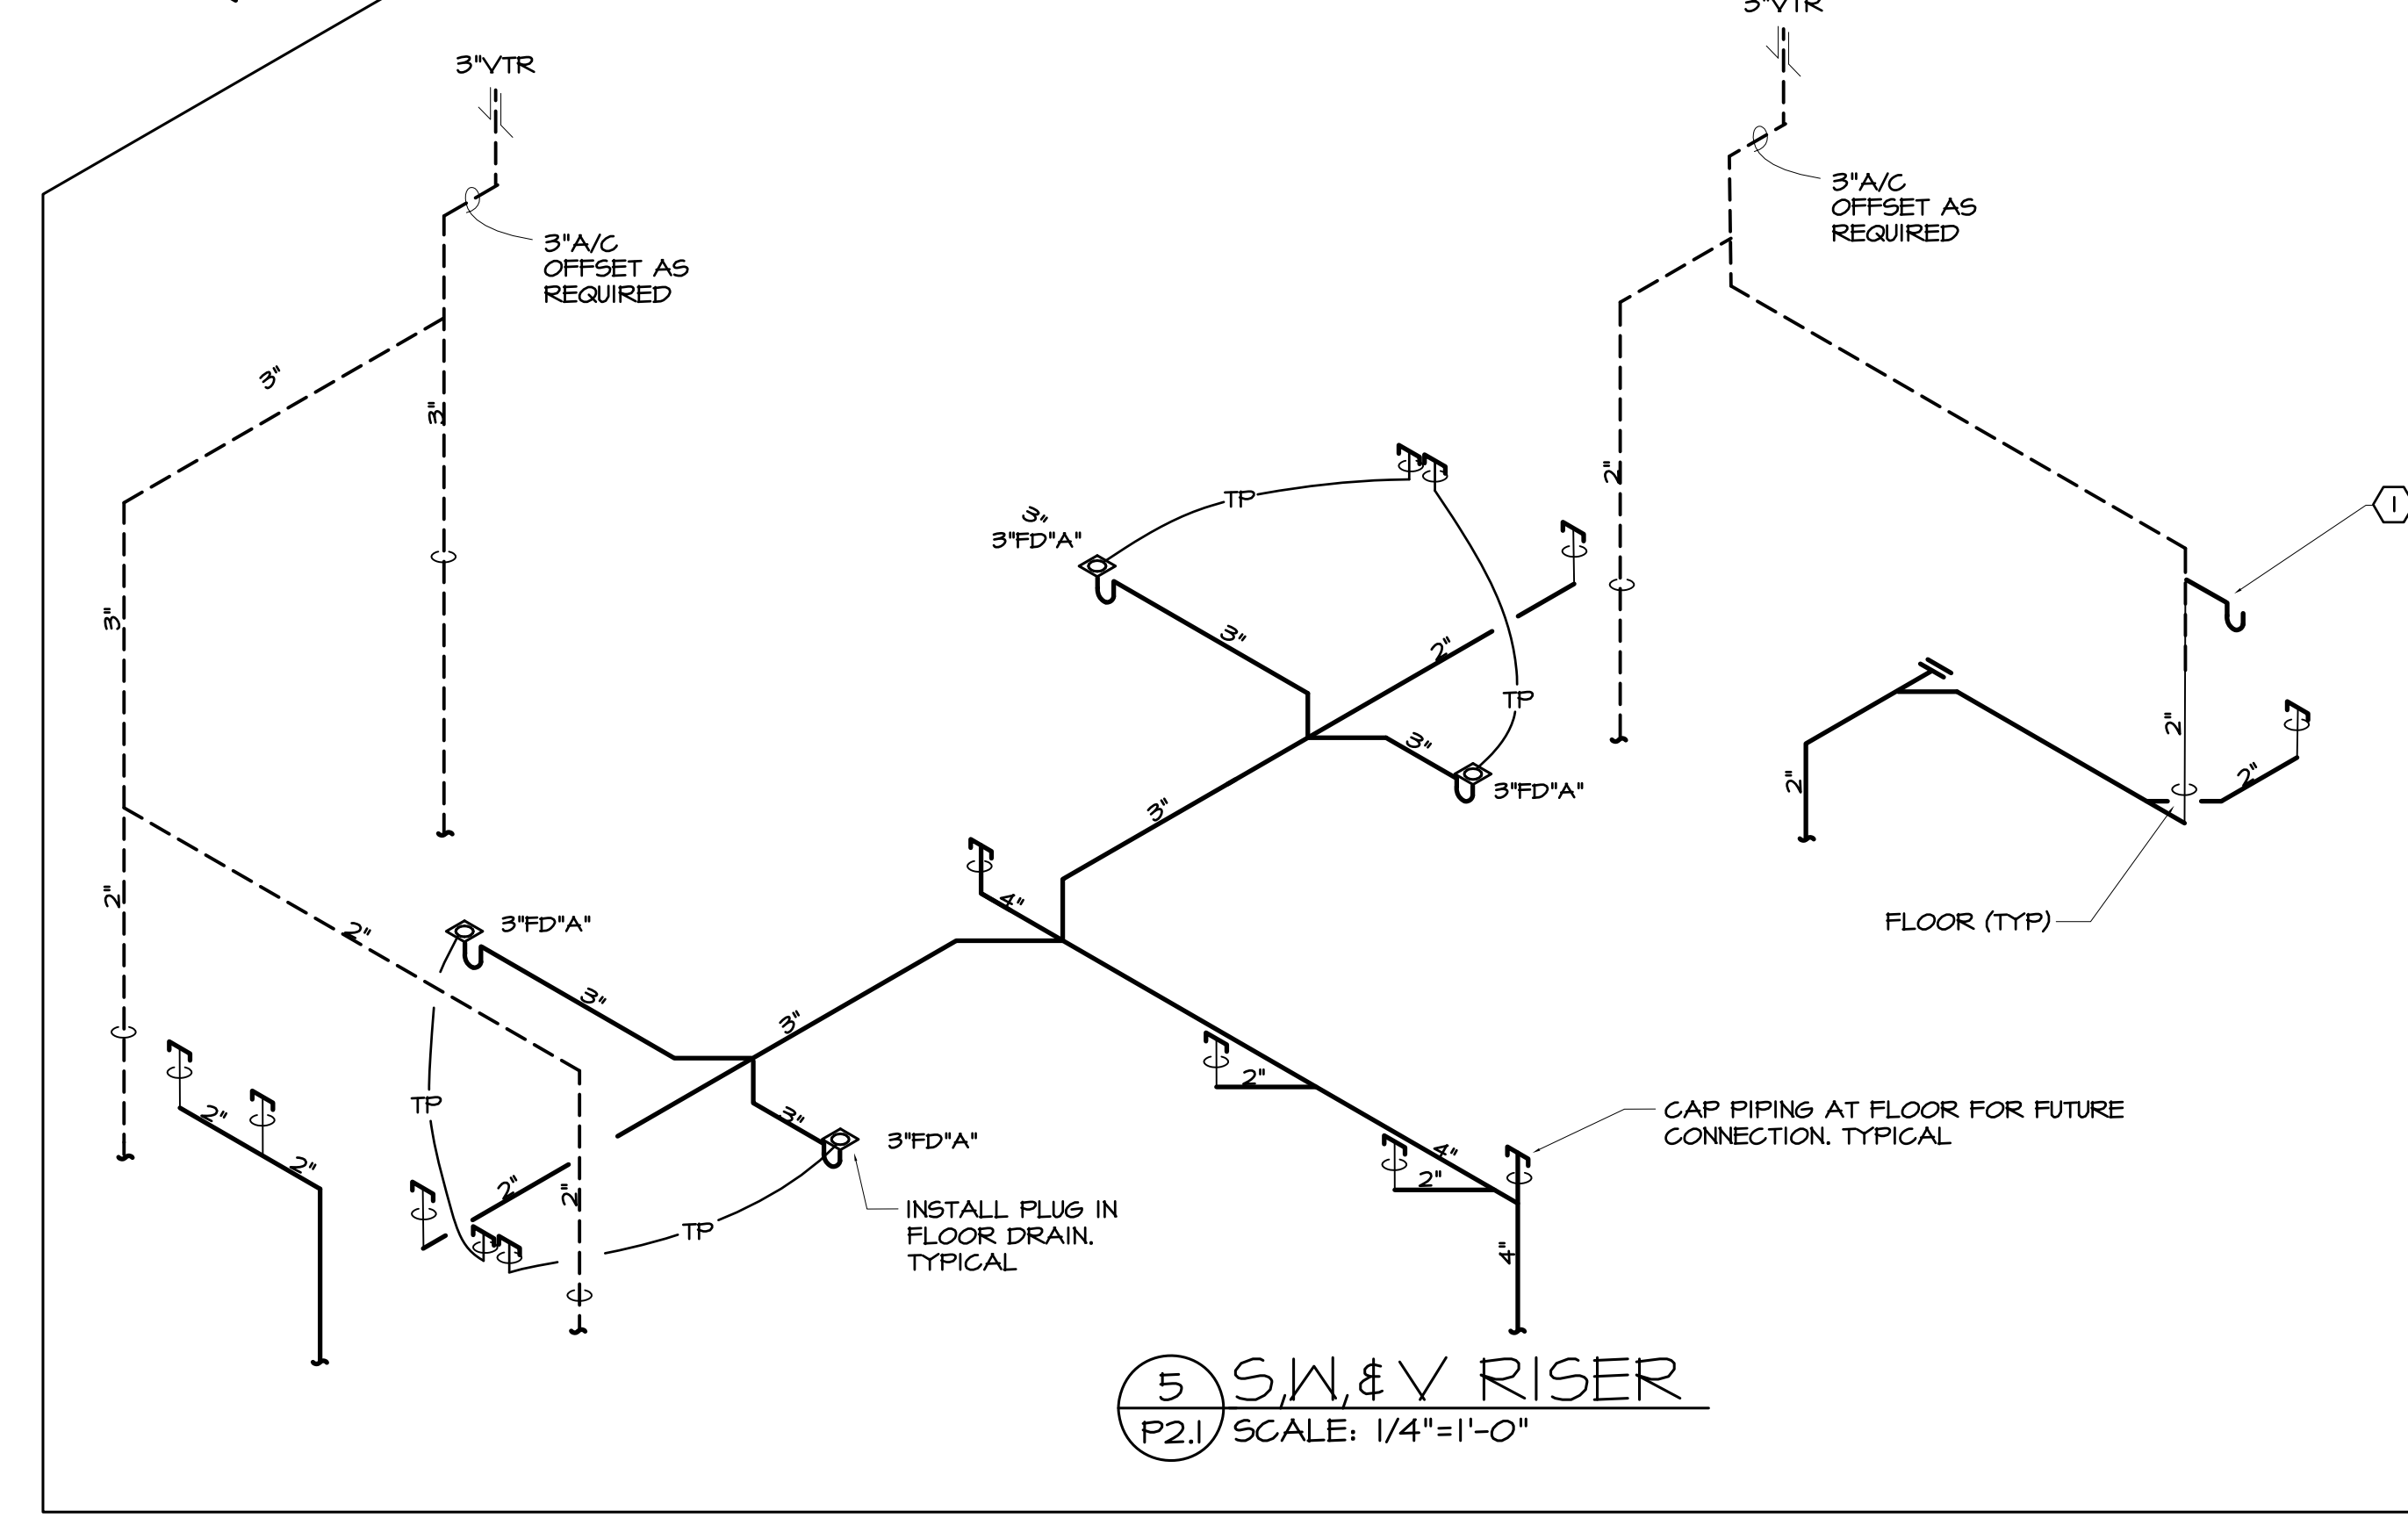 3"VTR
3"VTR
3"A/C
OFFSET AS
REQUIRED
3"A/C
OFFSET AS
REQUIRED
3"
3"
2"
TP
3"
3"FD"A"
1
3"
3"
2"
TP
3"
2"
2"
3"FD"A"
2"
3"
2"
4"
FLOOR (TYP)
2"
3"FD"A"
3"
3"
2"
TP
3"
3"FD"A"
CAP PIPING AT FLOOR FOR FUTURE
CONNECTION. TYPICAL
2"
2"
4"
2"
2"
2"
INSTALL PLUG IN
FLOOR DRAIN.
TYPICAL
TP
4"
5
P2.1
S,W,& V RISER
SCALE: 1/4"=1'-0"